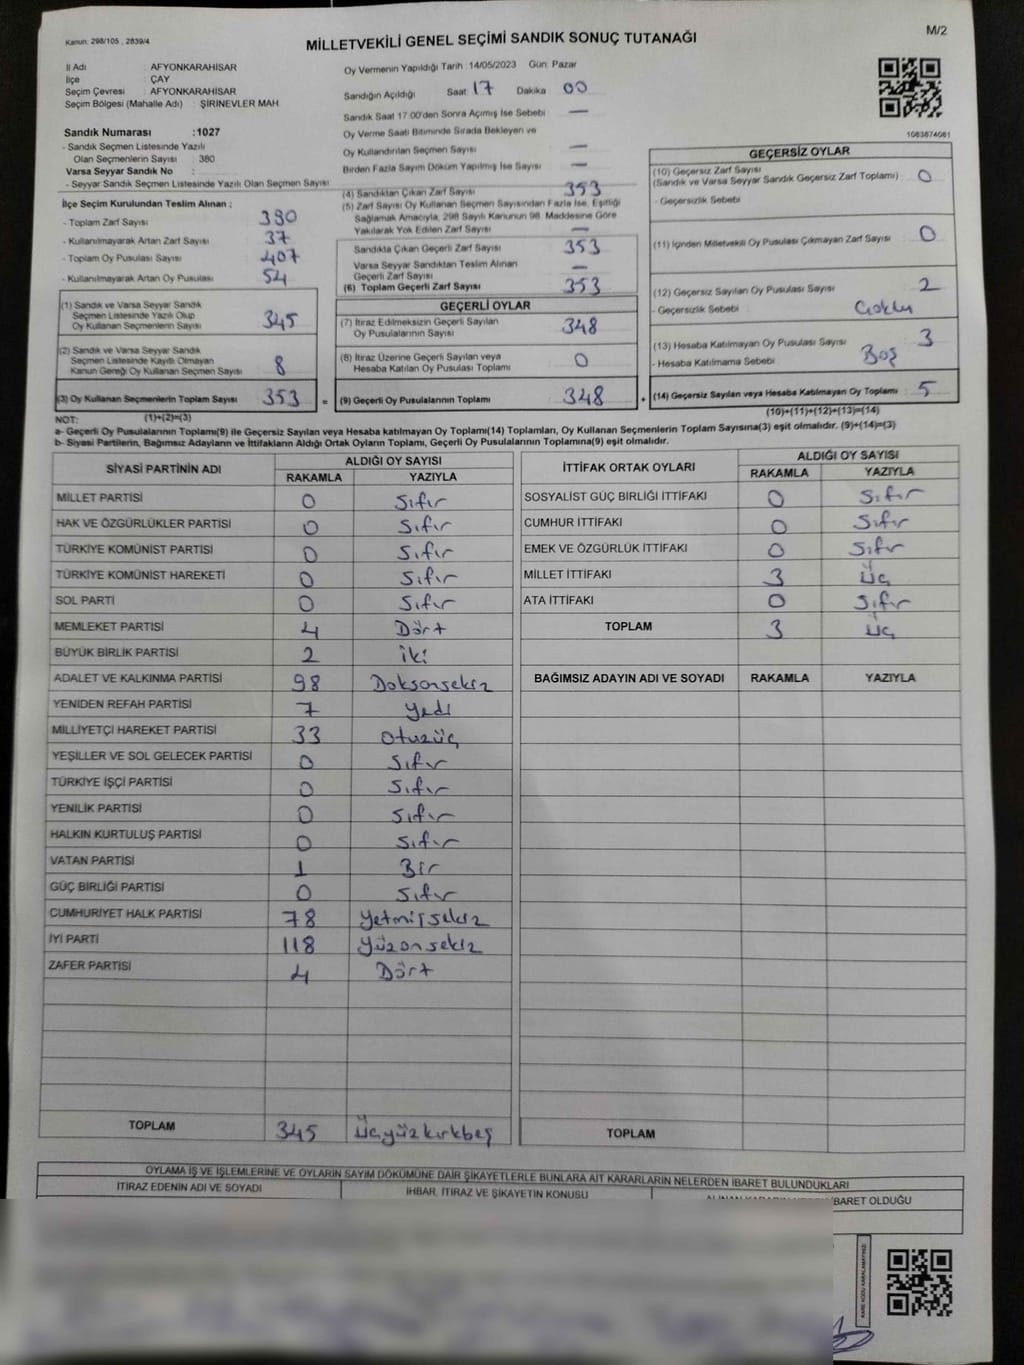 Kanun: 298/105 , 2839/4
M/2
MİLLETVEKİLİ GENEL SEÇİMİ SANDIK SONUÇ TUTANAĞI
İl Adı : AFYONKARAHİSAR
İlçe : ÇAY
Seçim Çevresi : AFYONKARAHİSAR
Seçim Bölgesi (Mahalle Adı) : ŞİRİNEVLER MAH.
Sandık Numarası :1027
- Sandık Seçmen Listesinde Yazılı
Olan Seçmenlerin Sayısı : 380
Varsa Seyyar Sandık No :
- Seyyar Sandık Seçmen Listesinde Yazılı Olan Seçmen Sayısı
İlçe Seçim Kurulundan Teslim Alınan :
- Toplam Zarf Sayısı 390
- Kullanılmayarak Artan Zarf Sayısı 37
- Toplam Oy Pusulası Sayısı 407
- Kullanılmayarak Artan Oy Pusulası 54
(1) Sandık ve Varsa Seyyar Sandık
Seçmen Listesinde Yazılı Olup
Oy Kullanan Seçmenlerin Sayısı 345
(2) Sandık ve Varsa Seyyar Sandık
Seçmen Listesinde Kayıtlı Olmayan
Kanun Gereği Oy Kullanan Seçmen Sayısı 8
(3) Oy Kullanan Seçmenlerin Toplam Sayısı 353 =
(1)+(2)=(3)
Oy Vermenin Yapıldığı Tarih :14/05/2023 Gün: Pazar
Sandığın Açıldığı Saat 17 Dakika 00
Sandık Saat 17:00'den Sonra Açımış İse Sebebi —
Oy Verme Saati Bitiminde Sırada Bekleyen ve
Oy Kullandırılan Seçmen Sayısı —
Birden Fazla Sayım Döküm Yapılmış İse Sayısı —
(4) Sandıktan Çıkan Zarf Sayısı 353
(5) Zarf Sayısı Oy Kullanan Seçmen Sayısından Fazla İse, Eşitliği
Sağlamak Amacıyla, 298 Sayılı Kanunun 98. Maddesine Göre
Yakılarak Yok Edilen Zarf Sayısı —
Sandıkta Çıkan Geçerli Zarf Sayısı 353
Varsa Seyyar Sandıktan Teslim Alınan
Geçerli Zarf Sayısı —
(6) Toplam Geçerli Zarf Sayısı 353
GEÇERLİ OYLAR
(7) İtiraz Edilmeksizin Geçerli Sayılan
Oy Pusulalarının Sayısı 348
(8) İtiraz Üzerine Geçerli Sayılan veya
Hesaba Katılan Oy Pusulası Toplamı 0
(9) Geçerli Oy Pusulalarının Toplamı 348 +
1083874061
GEÇERSİZ OYLAR
(10) Geçersiz Zarf Sayısı
(Sandık ve Varsa Seyyar Sandık Geçersiz Zarf Toplamı) 0
- Geçersizlik Sebebi
(11) İçinden Milletvekili Oy Pusulası Çıkmayan Zarf Sayısı 0
(12) Geçersiz Sayılan Oy Pusulası Sayısı 2
- Geçersizlik Sebebi Çoklu
(13) Hesaba Katılmayan Oy Pusulası Sayısı 3
- Hesaba Katılmama Sebebi Boş
(14) Geçersiz Sayılan veya Hesaba Katılmayan Oy Toplamı 5
(10)+(11)+(12)+(13)=(14)
NOT:
a- Geçerli Oy Pusulalarının Toplamı(9) ile Geçersiz Sayılan veya Hesaba katılmayan Oy Toplamı(14) Toplamları, Oy Kullanan Seçmenlerin Toplam Sayısına(3) eşit olmalıdır. (9)+(14)=(3)
b- Siyasi Partilerin, Bağımsız Adayların ve İttifakların Aldığı Ortak Oyların Toplamı, Geçerli Oy Pusulalarının Toplamına(9) eşit olmalıdır.
SİYASİ PARTİNİN ADI ALDIĞI OY SAYISI
RAKAMLA YAZIYLA
MİLLET PARTİSİ 0 Sıfır
HAK VE ÖZGÜRLÜKLER PARTİSİ 0 Sıfır
TÜRKİYE KOMÜNİST PARTİSİ 0 Sıfır
TÜRKİYE KOMÜNİST HAREKETİ 0 Sıfır
SOL PARTİ 0 Sıfır
MEMLEKET PARTİSİ 4 Dört
BÜYÜK BİRLİK PARTİSİ 2 iki
ADALET VE KALKINMA PARTİSİ 98 Doksansekiz
YENİDEN REFAH PARTİSİ 7 yedi
MİLLİYETÇİ HAREKET PARTİSİ 33 Otuzüç
YEŞİLLER VE SOL GELECEK PARTİSİ 0 Sıfır
TÜRKİYE İŞÇİ PARTİSİ 0 Sıfır
YENİLİK PARTİSİ 0 Sıfır
HALKIN KURTULUŞ PARTİSİ 0 Sıfır
VATAN PARTİSİ 1 Bir
GÜÇ BİRLİĞİ PARTİSİ 0 Sıfır
CUMHURİYET HALK PARTİSİ 78 yetmişsekiz
İYİ PARTİ 118 yüzonsekiz
ZAFER PARTİSİ 4 Dört
TOPLAM 345 Üçyüzkırkbeş
İTTİFAK ORTAK OYLARI ALDIĞI OY SAYISI
RAKAMLA YAZIYLA
SOSYALİST GÜÇ BİRLİĞİ İTTİFAKI 0 Sıfır
CUMHUR İTTİFAKI 0 Sıfır
EMEK VE ÖZGÜRLÜK İTTİFAKI 0 Sıfır
MİLLET İTTİFAKI 3 Üç
ATA İTTİFAKI 0 Sıfır
TOPLAM 3 Üç
BAĞIMSIZ ADAYIN ADI VE SOYADI RAKAMLA YAZIYLA
TOPLAM
OYLAMA İŞ VE İŞLEMLERİNE VE OYLARIN SAYIM DÖKÜMÜNE DAİR ŞİKAYETLERLE BUNLARA AİT KARARLARIN NELERDEN İBARET BULUNDUKLARI
İTİRAZ EDENİN ADI VE SOYADI İHBAR, İTİRAZ VE ŞİKAYETİN KONUSU İBARET OLDUĞU
KARE KODU KARALAMAYINIZ!